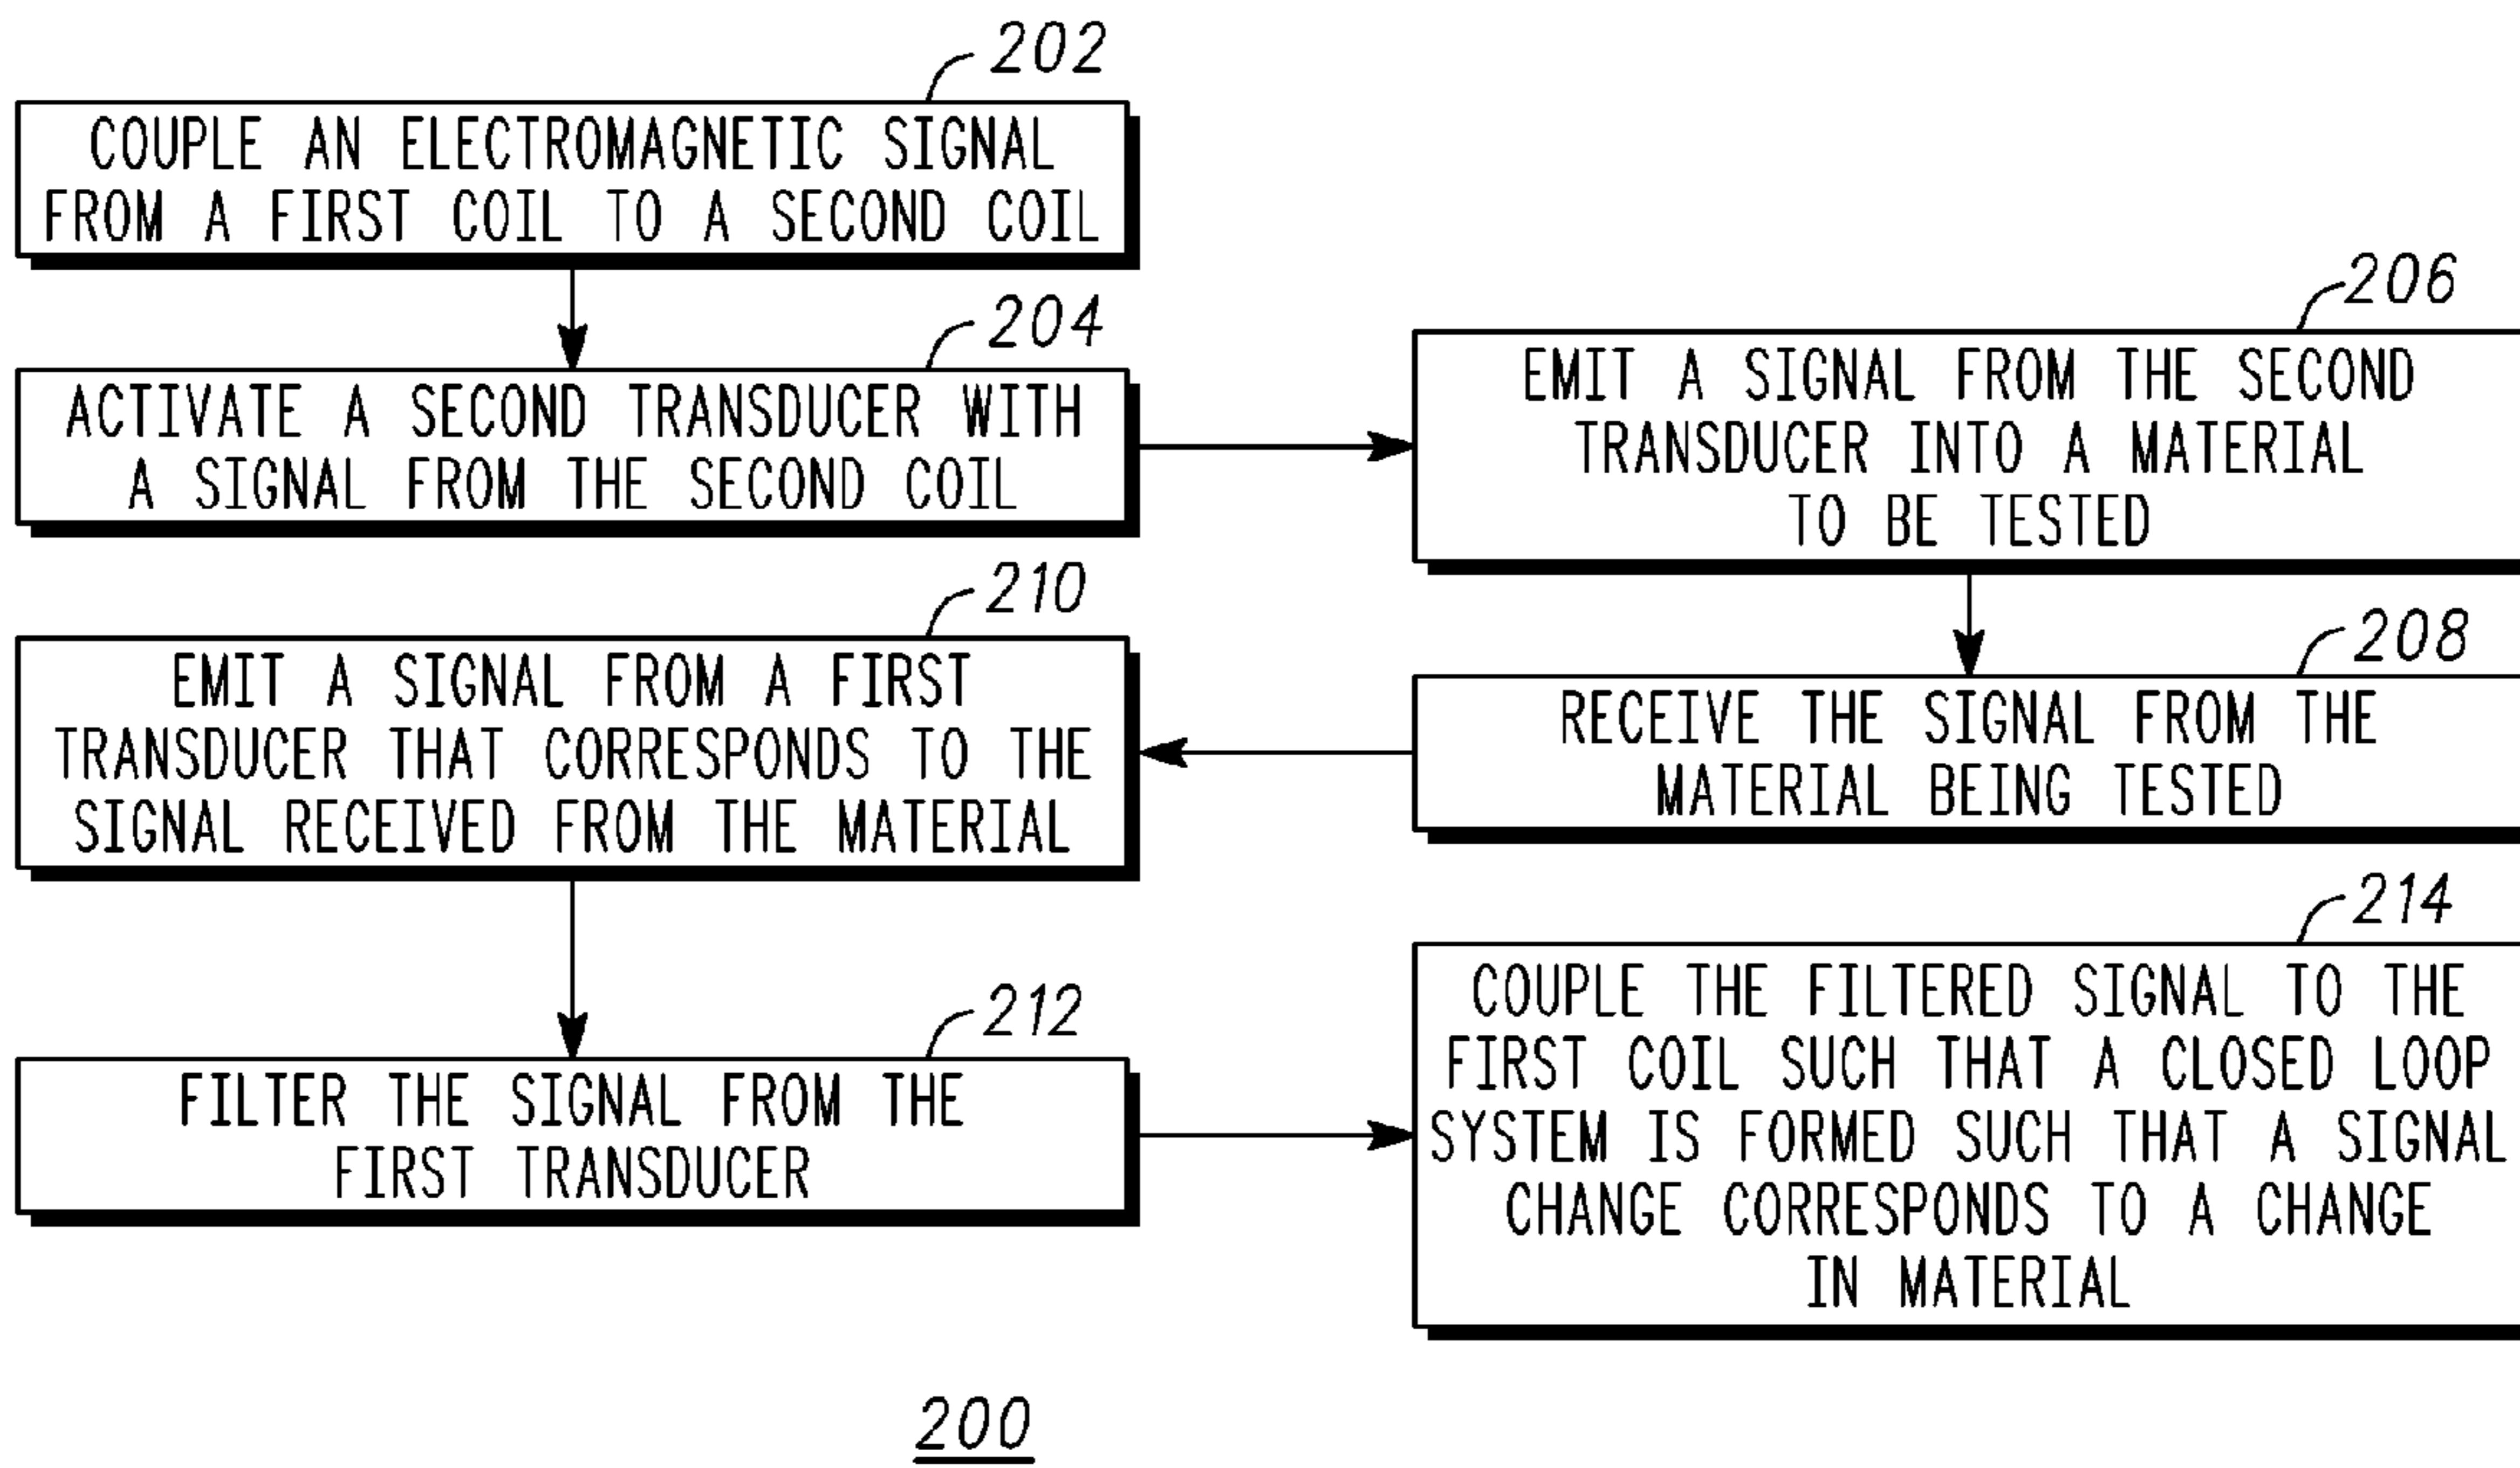 202
COUPLE AN ELECTROMAGNETIC SIGNAL
FROM A FIRST COIL TO A SECOND COIL
204
ACTIVATE A SECOND TRANSDUCER WITH
A SIGNAL FROM THE SECOND COIL
206
EMIT A SIGNAL FROM THE SECOND
TRANSDUCER INTO A MATERIAL
TO BE TESTED
208
RECEIVE THE SIGNAL FROM THE
MATERIAL BEING TESTED
210
EMIT A SIGNAL FROM A FIRST
TRANSDUCER THAT CORRESPONDS TO THE
SIGNAL RECEIVED FROM THE MATERIAL
212
FILTER THE SIGNAL FROM THE
FIRST TRANSDUCER
214
COUPLE THE FILTERED SIGNAL TO THE
FIRST COIL SUCH THAT A CLOSED LOOP
SYSTEM IS FORMED SUCH THAT A SIGNAL
CHANGE CORRESPONDS TO A CHANGE
IN MATERIAL
200